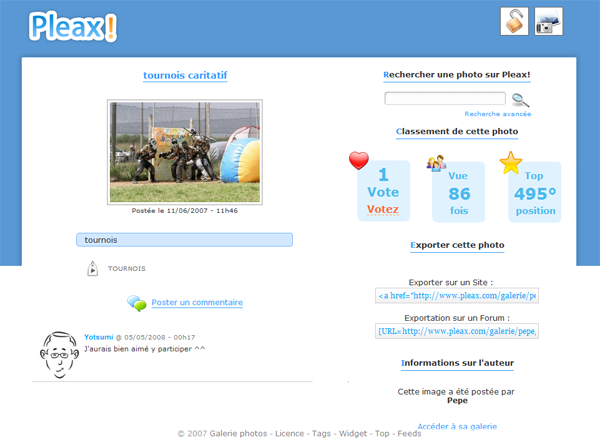 Pleax!
tournois caritatif
Postée le 11/06/2007 - 11h46
tournois
TOURNOIS
Poster un commentaire
Yotsumi @ 05/05/2008 - 00h17
J'aurais bien aimé y participer ^^
Rechercher une photo sur Pleax!
Recherche avancée
Classement de cette photo
1
Vote
Votez
Vue
86
fois
Top
495°
position
Exporter cette photo
Exporter sur un Site :
<a href="http://www.pleax.com/galerie/pe
Exportation sur un Forum :
[URL=http://www.pleax.com/galerie/pepe,
Informations sur l'auteur
Cette image a été postée par
Pepe
Accéder à sa galerie
© 2007 Galerie photos - Licence - Tags - Widget - Top - Feeds